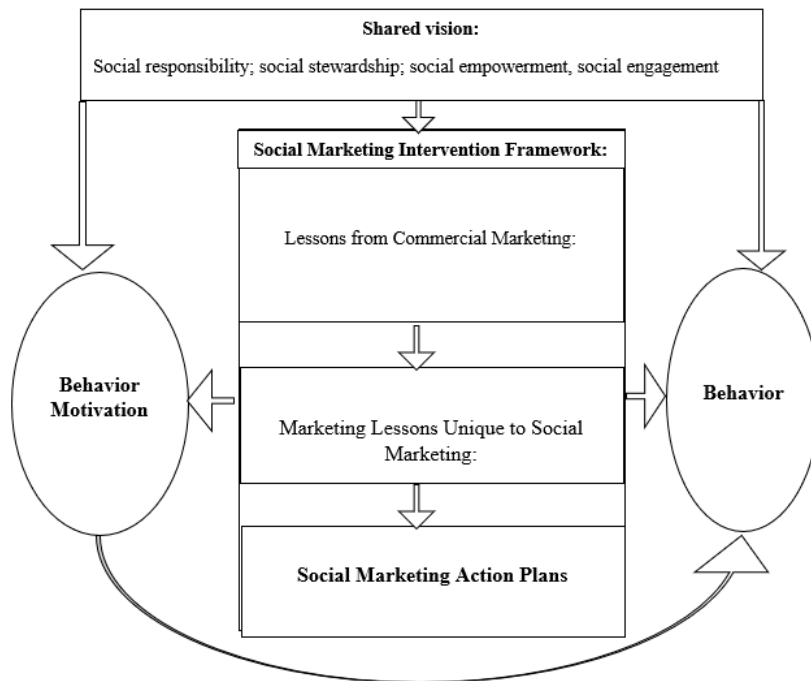 Shared vision:
Social responsibility; social stewardship; social empowerment, social engagement
Social Marketing Intervention Framework:
Lessons from Commercial Marketing:
Behavior
Motivation
Marketing Lessons Unique to Social
Marketing:
Behavior
Social Marketing Action Plans